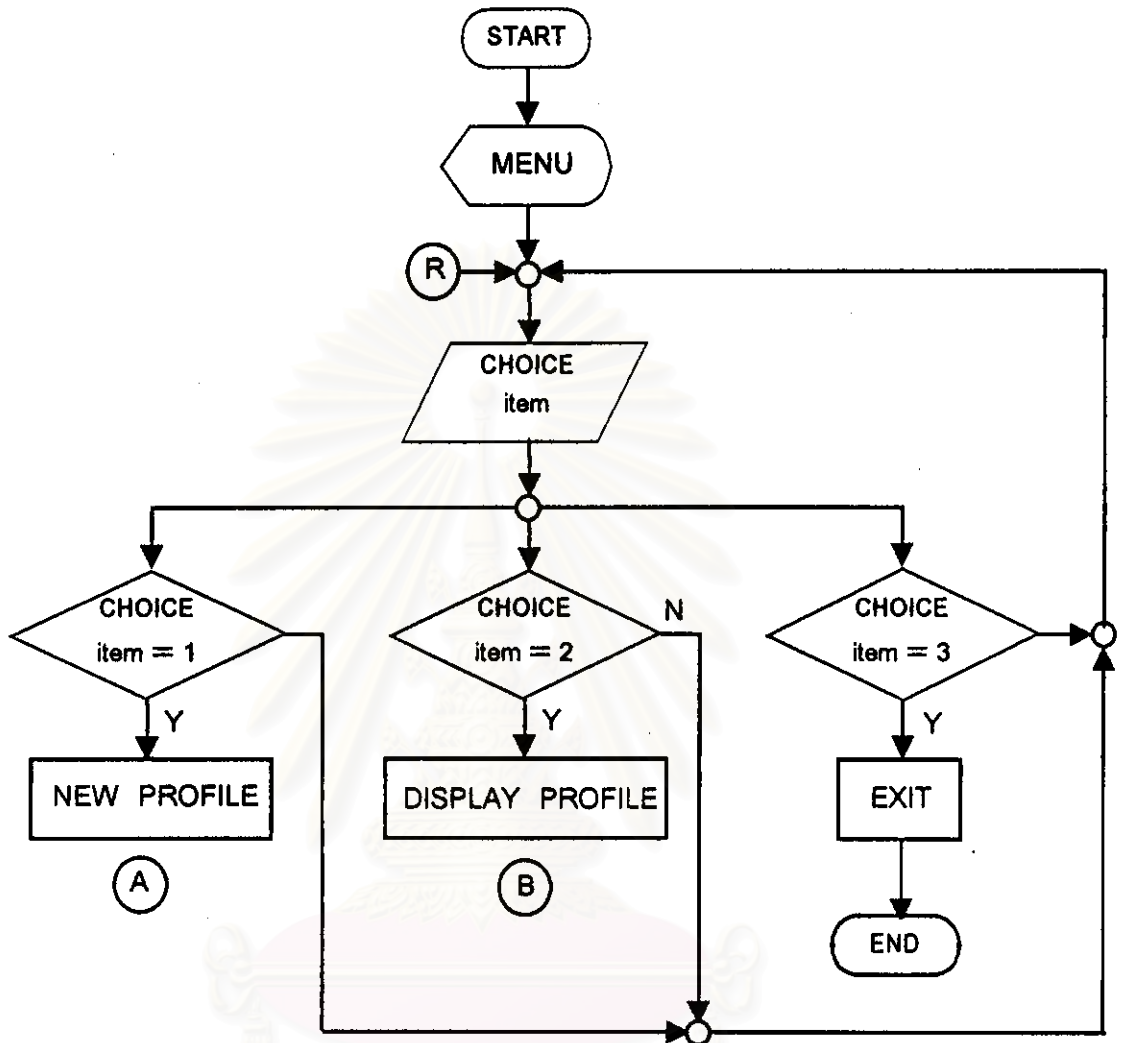 START
MENU
R
CHOICE
item
CHOICE
item = 1
CHOICE
item = 2
N
CHOICE
item = 3
Y
Y
Y
NEW PROFILE
DISPLAY PROFILE
EXIT
A
B
END